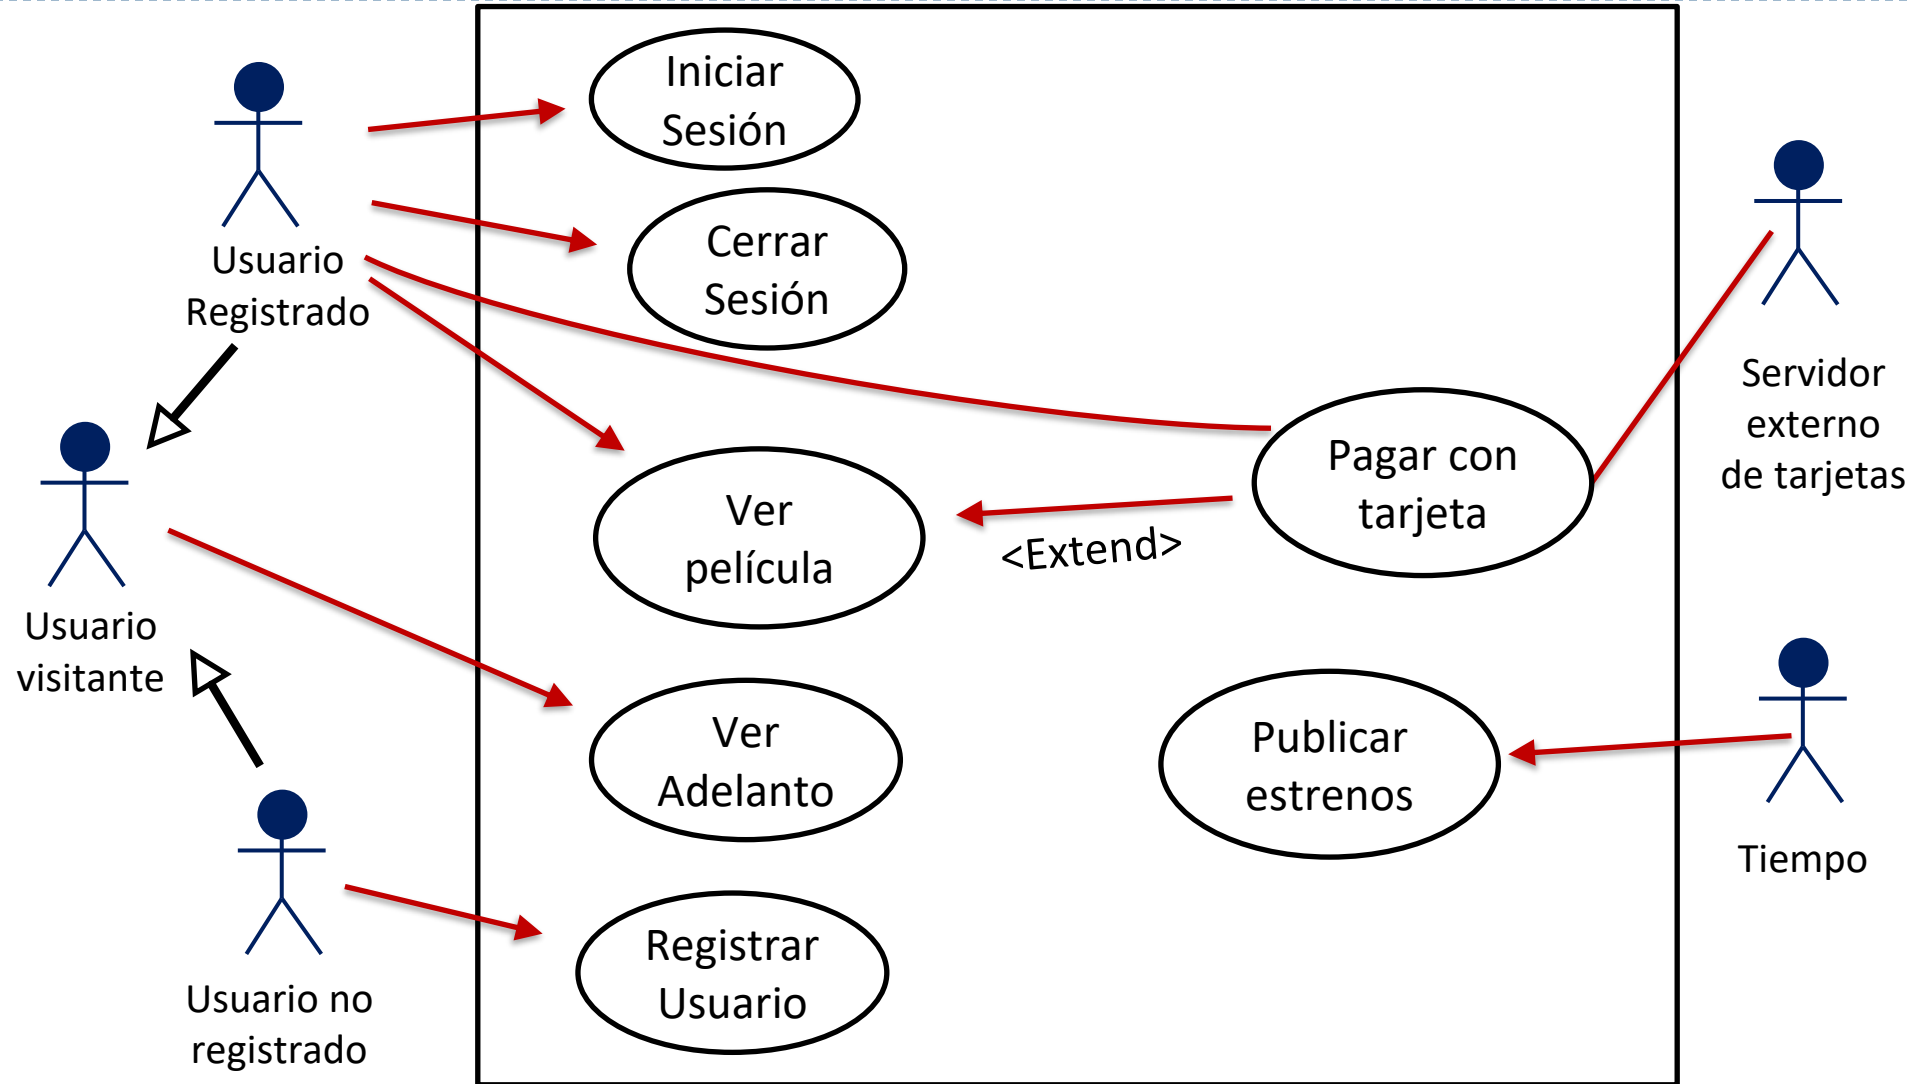 Iniciar
Sesión
Usuario
Registrado
Cerrar
Sesión
Servidor
externo
de tarjetas
Pagar con
tarjeta
Ver
película
<Extend>
Usuario
visitante
Ver
Adelanto
Publicar
estrenos
Tiempo
Registrar
Usuario
Usuario no
registrado